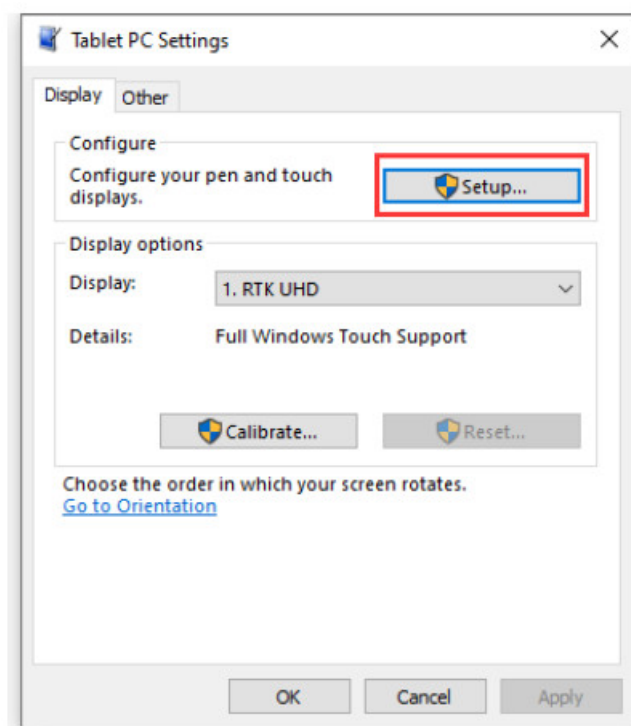 Tablet PC Settings
Display
Other
Configure
Configure your pen and touch
displays.
Setup...
Display options
Display:
1. RTK UHD
Details:
Full Windows Touch Support
Calibrate...
Reset...
Choose the order in which your screen rotates.
Go to Orientation
OK
Cancel
Apply